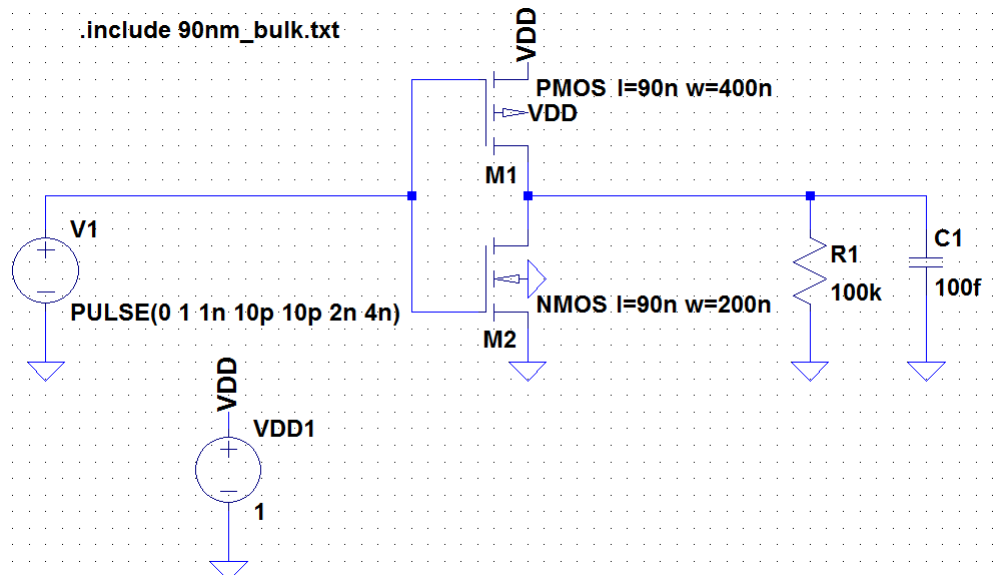 .include 90nm_bulk.txt
VDD
PMOS l=90n w=400n
VDD
M1
V1
PULSE(0 1 1n 10p 10p 2n 4n)
NMOS l=90n w=200n
M2
R1
100k
C1
100f
VDD
VDD1
1